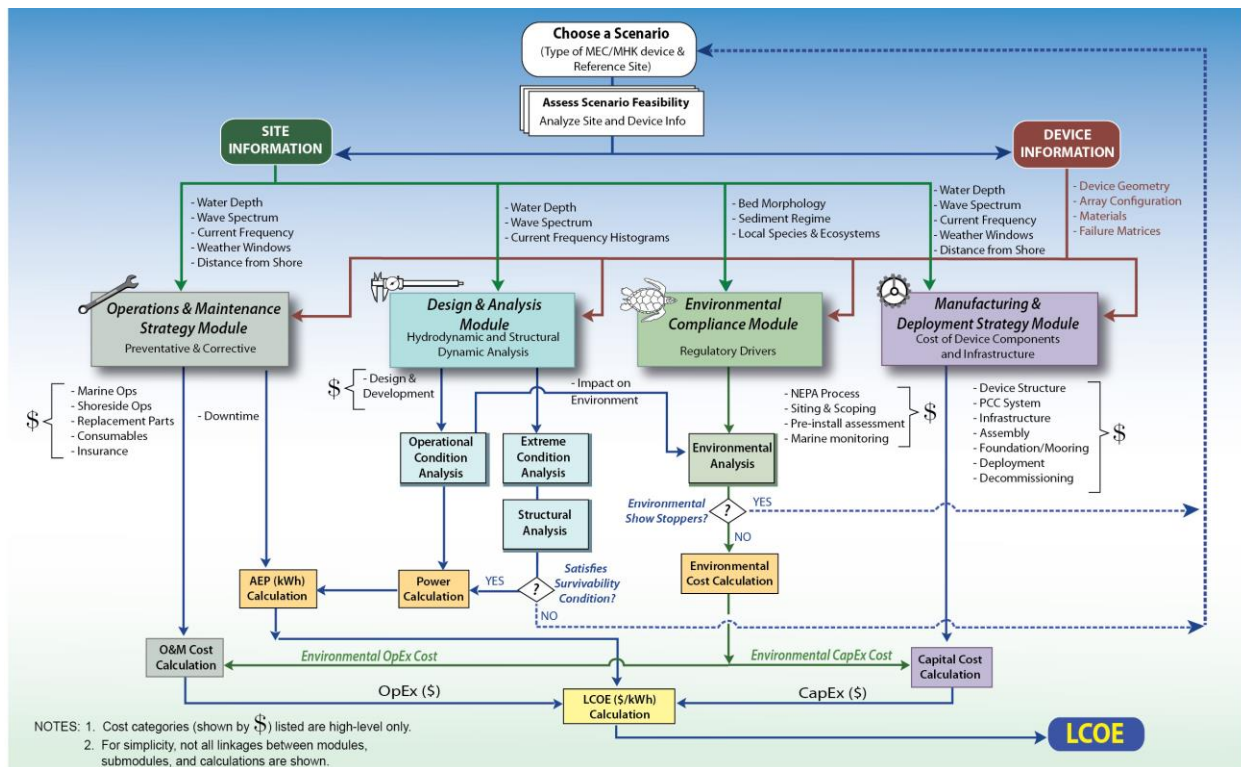 Choose a Scenario
(Type of MEC/MHK device &
Reference Site)
Assess Scenario Feasibility
Analyze Site and Device Info
SITE
INFORMATION
DEVICE
INFORMATION
- Water Depth
- Wave Spectrum
- Current Frequency
- Weather Windows
- Distance from Shore
- Water Depth
- Wave Spectrum
- Current Frequency Histograms
- Bed Morphology
- Sediment Regime
- Local Species & Ecosystems
- Water Depth
- Wave Spectrum
- Current Frequency
- Weather Windows
- Distance from Shore
- Device Geometry
- Array Configuration
- Materials
- Failure Matrices
Operations & Maintenance
Strategy Module
Preventative & Corrective
Design & Analysis
Module
Hydrodynamic and Structural
Dynamic Analysis
Environmental
Compliance Module
Regulatory Drivers
Manufacturing &
Deployment Strategy Module
Cost of Device Components
and Infrastructure
$
- Marine Ops
- Shoreside Ops
- Replacement Parts
- Consumables
- Insurance
- Downtime
$
- Design &
Development
- Impact on
Environment
- NEPA Process
- Siting & Scoping
- Pre-install assessment
- Marine monitoring
$
- Device Structure
- PCC System
- Infrastructure
- Assembly
- Foundation/Mooring
- Deployment
- Decommissioning
$
Operational
Condition
Analysis
Extreme
Condition
Analysis
Environmental
Analysis
Structural
Analysis
Environmental
Show Stoppers?
?
YES
NO
AEP (kWh)
Calculation
Power
Calculation
YES
?
Satisfies
Survivability
Condition?
NO
Environmental
Cost Calculation
O&M Cost
Calculation
Environmental OpEx Cost
Environmental CapEx Cost
Capital Cost
Calculation
OpEx ($)
LCOE ($/kWh)
Calculation
CapEx ($)
LCOE
NOTES: 1. Cost categories (shown by $) listed are high-level only.
2. For simplicity, not all linkages between modules,
submodules, and calculations are shown.